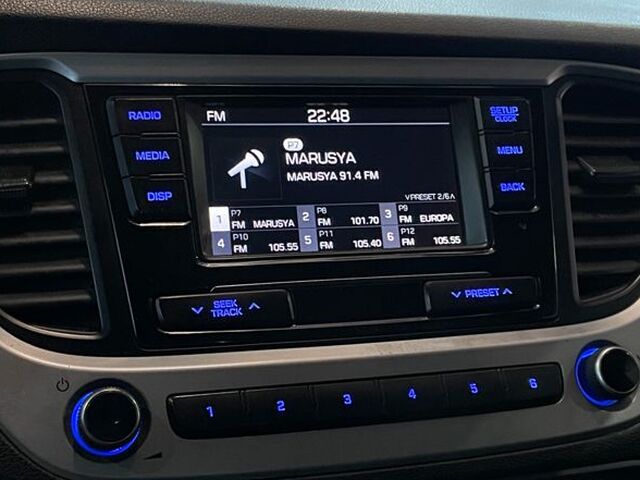 RADIO
MEDIA
DISP
FM 22:48
P7
MARUSYA
MARUSYA 91.4 FM
∨PRESET 2/6∧
1 P7 FM MARUSYA 2 P8 FM 101.70 3 P9 FM EUROPA
4 P10 FM 105.55 5 P11 FM 105.40 6 P12 FM 105.55
SETUP
CLOCK
MENU
BACK
∨ SEEK ∧
TRACK
∨ PRESET ∧
1 2 3 4 5 6